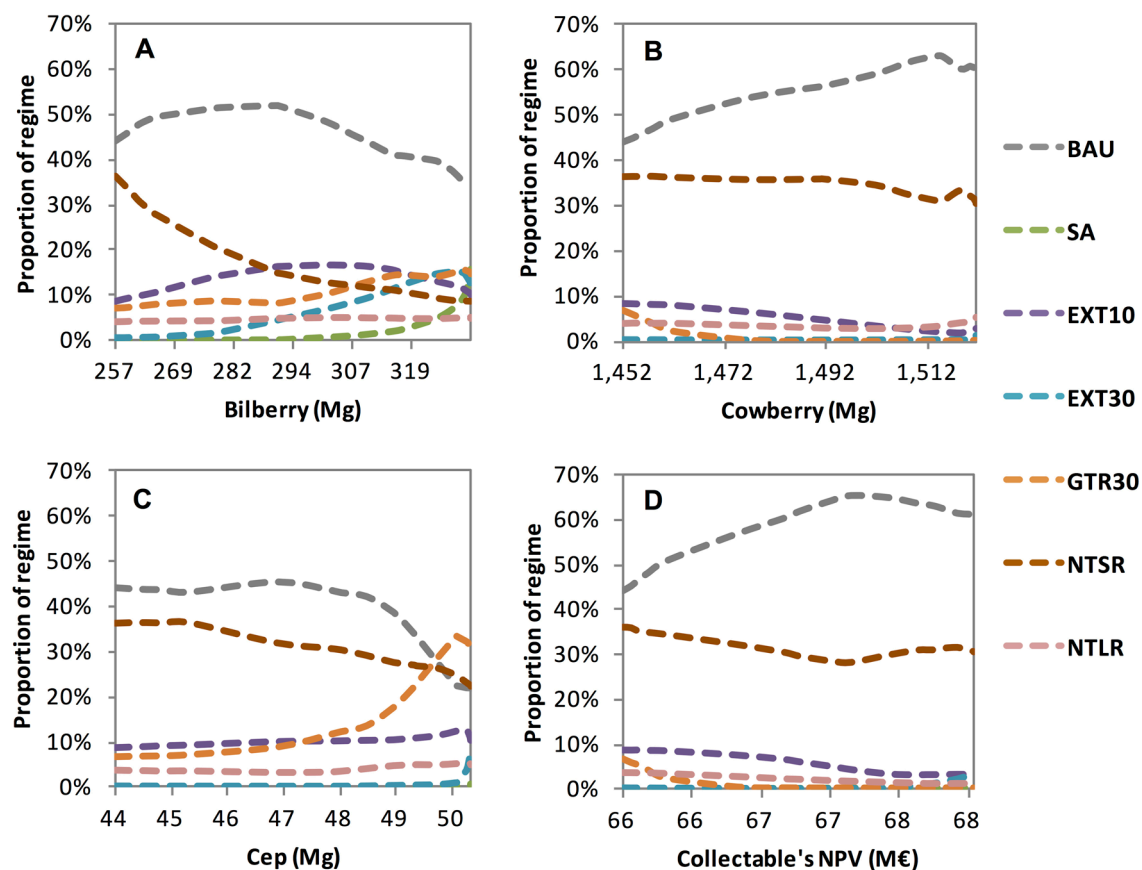 A
Proportion of regime
70%
60%
50%
40%
30%
20%
10%
0%
257 269 282 294 307 319
Bilberry (Mg)
B
Proportion of regime
70%
60%
50%
40%
30%
20%
10%
0%
1,452 1,472 1,492 1,512
Cowberry (Mg)
BAU
SA
EXT10
EXT30
GTR30
NTSR
NTLR
C
Proportion of regime
70%
60%
50%
40%
30%
20%
10%
0%
44 45 46 47 48 49 50
Cep (Mg)
D
Proportion of regime
70%
60%
50%
40%
30%
20%
10%
0%
66 66 67 67 68 68
Collectable's NPV (M€)